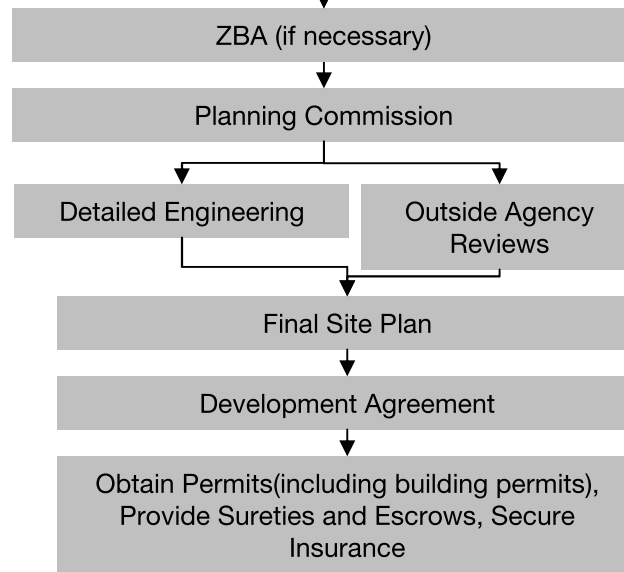 ZBA (if necessary)
Planning Commission
Detailed Engineering
Outside Agency
Reviews
Final Site Plan
Development Agreement
Obtain Permits(including building permits),
Provide Sureties and Escrows, Secure
Insurance